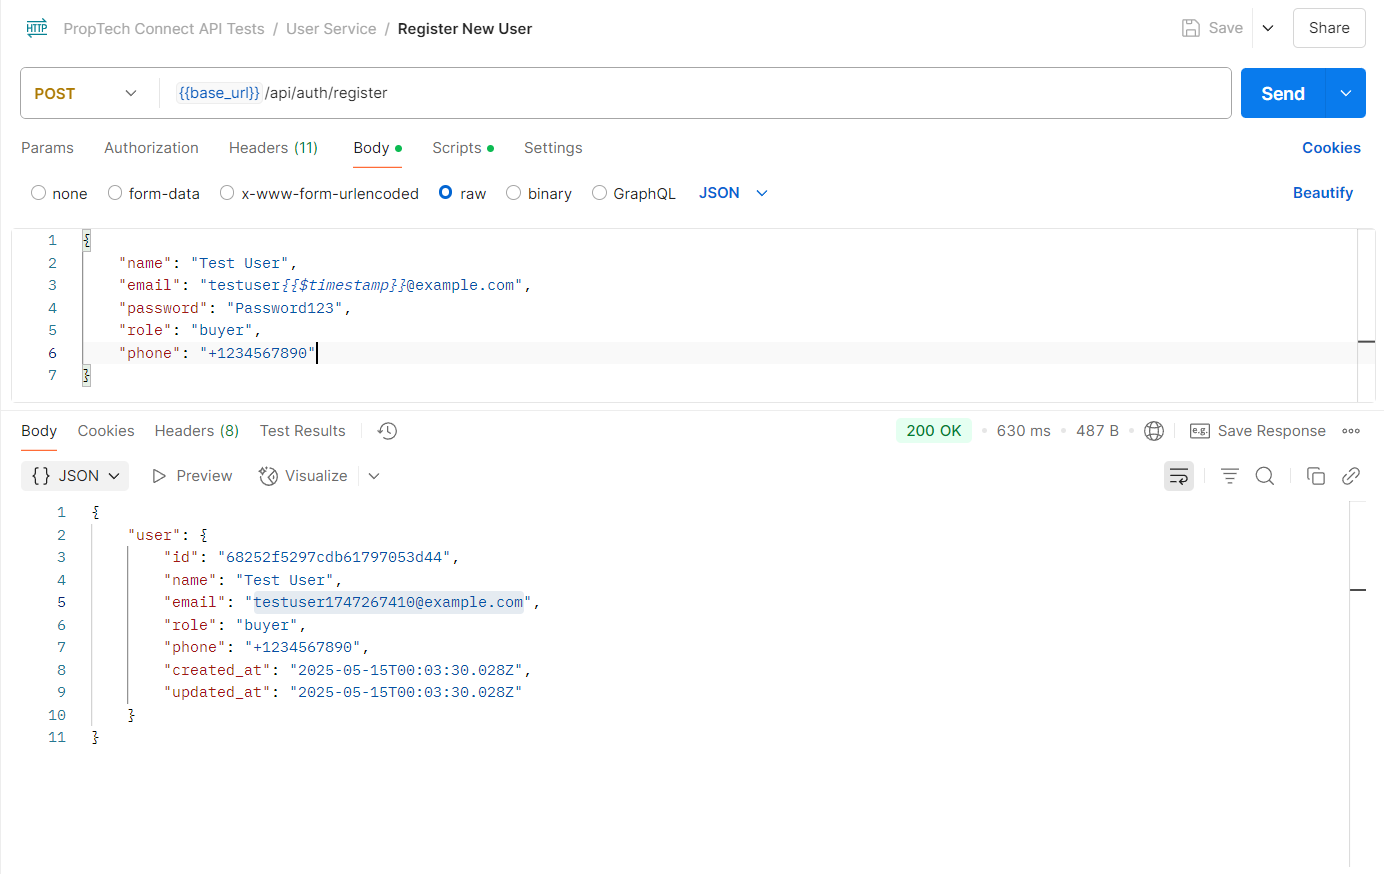 HTTP PropTech Connect API Tests / User Service / Register New User Save Share
POST {{base_url}} /api/auth/register Send
Params Authorization Headers (11) Body Scripts Settings Cookies
none form-data x-www-form-urlencoded raw binary GraphQL JSON Beautify
1 {
2 "name": "Test User",
3 "email": "testuser{{$timestamp}}@example.com",
4 "password": "Password123",
5 "role": "buyer",
6 "phone": "+1234567890"
7 }
Body Cookies Headers (8) Test Results 200 OK 630 ms 487 B e.g. Save Response
{} JSON Preview Visualize
1 {
2 "user": {
3 "id": "68252f5297cdb61797053d44",
4 "name": "Test User",
5 "email": "testuser1747267410@example.com",
6 "role": "buyer",
7 "phone": "+1234567890",
8 "created_at": "2025-05-15T00:03:30.028Z",
9 "updated_at": "2025-05-15T00:03:30.028Z"
10 }
11 }